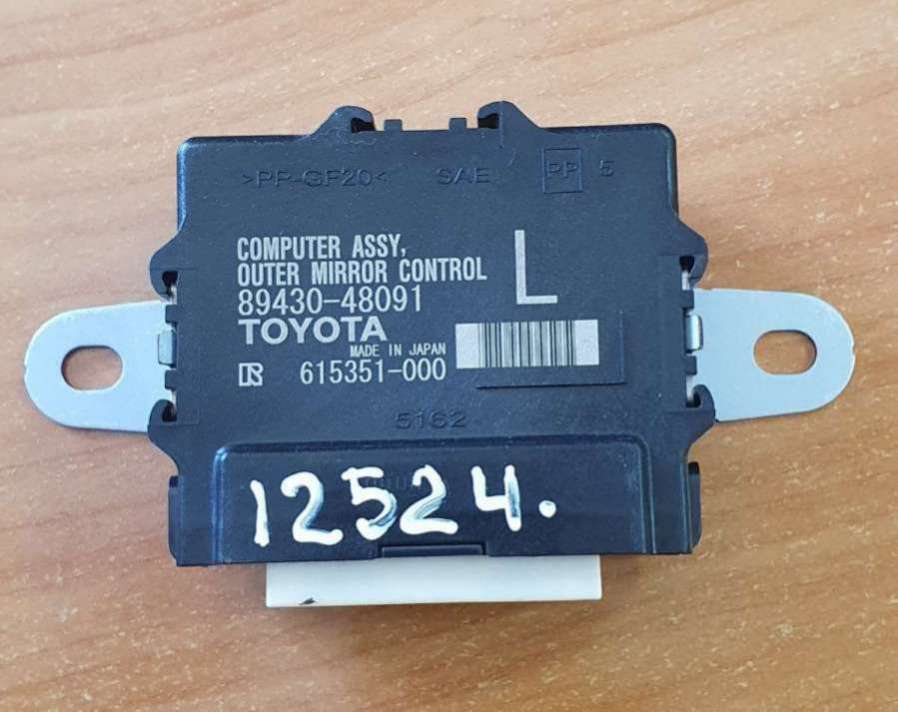 >PP-GF20< SAE PP 5
COMPUTER ASSY, L
OUTER MIRROR CONTROL
89430-48091
TOYOTA
MADE IN JAPAN
615351-000
5162
12524.